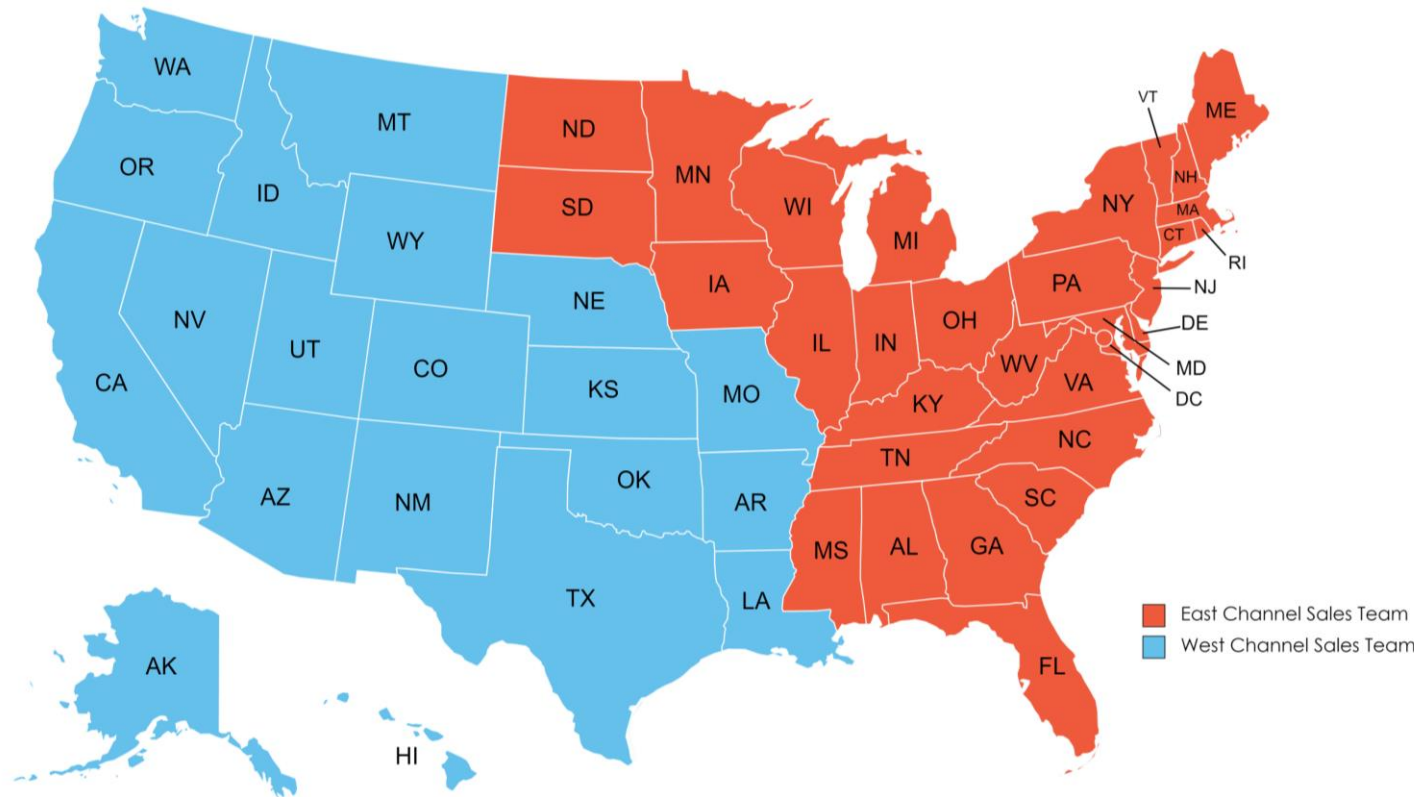 WA
MT
ND
MN
VT
ME
OR
ID
SD
WI
MI
NY
NH
MA
CT
RI
WY
IA
PA
NJ
NE
OH
NV
UT
CO
IL
IN
DE
CA
KS
MO
WV
VA
MD
DC
KY
NC
TN
AZ
NM
OK
AR
SC
MS
AL
GA
TX
LA
East Channel Sales Team
West Channel Sales Team
AK
FL
HI